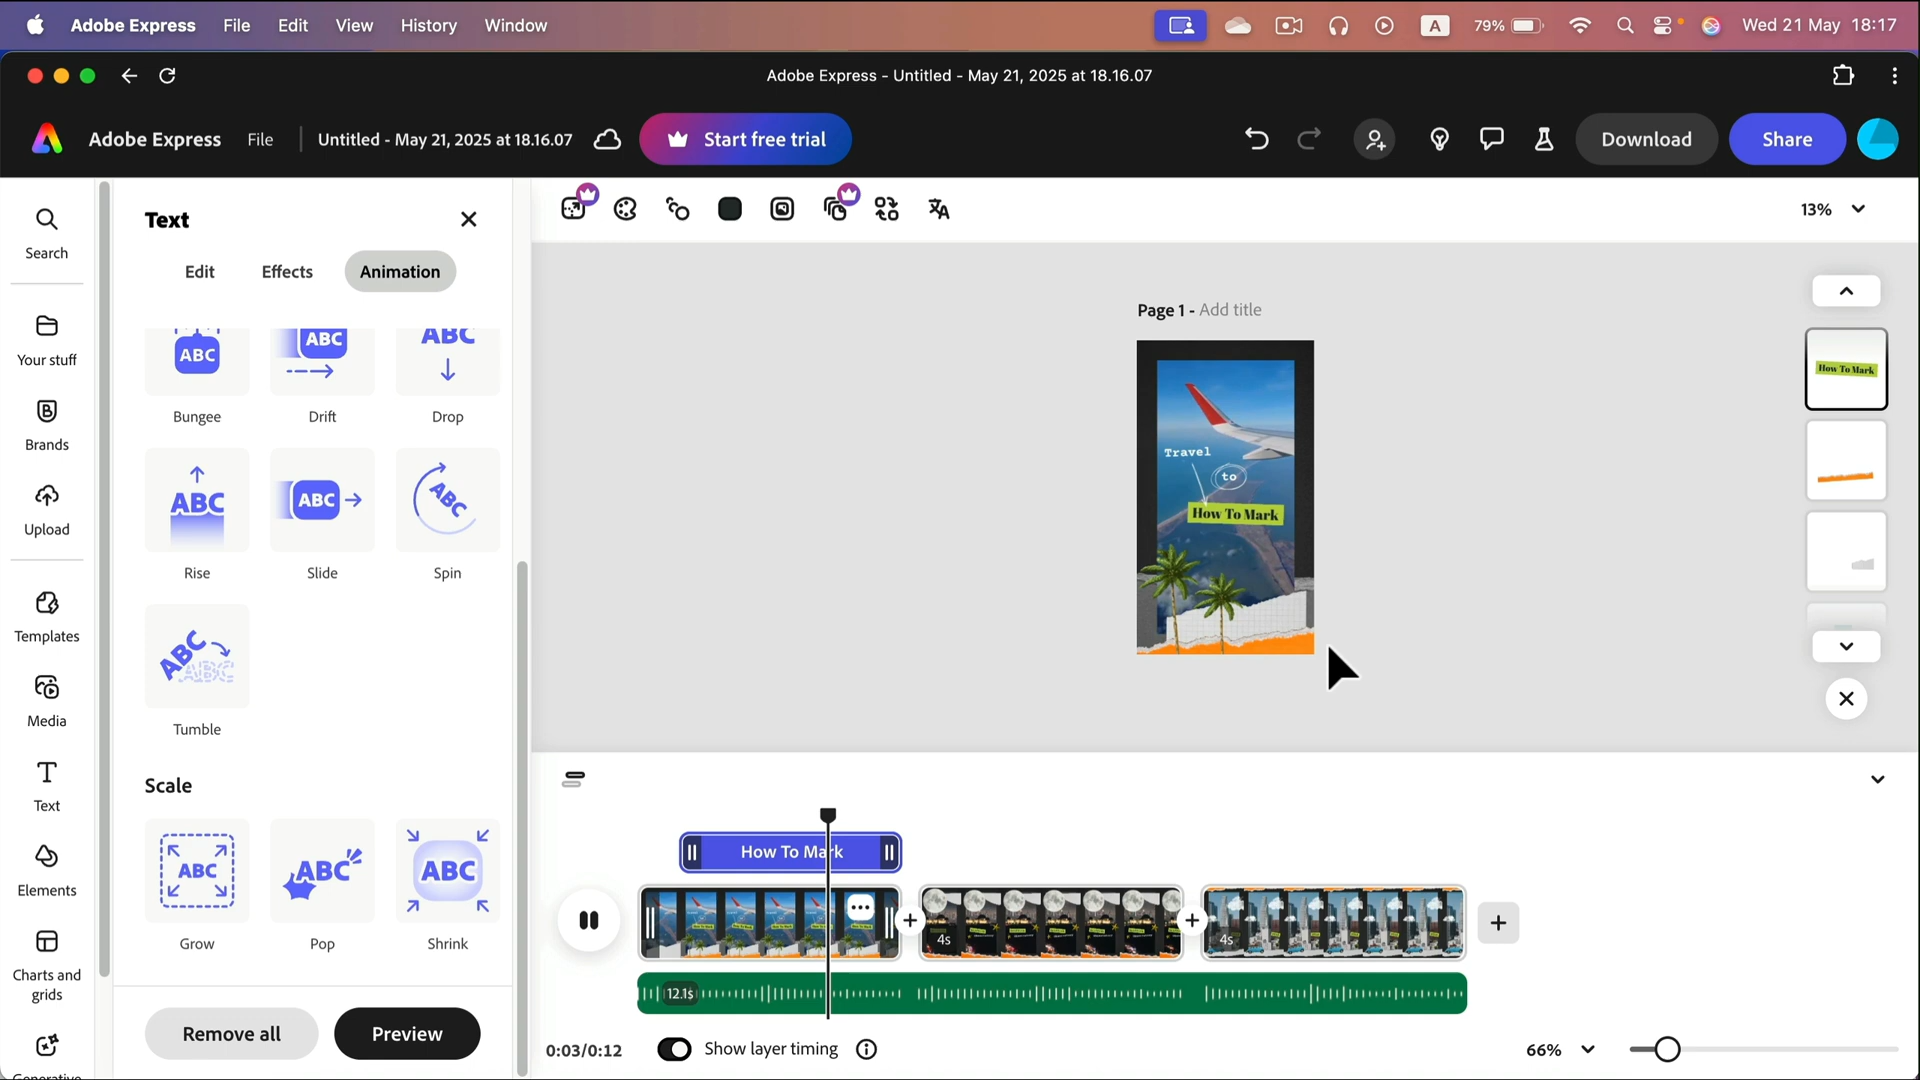 Adobe Express File Edit View History Window
A 79% Wed 21 May 18:17
Adobe Express - Untitled - May 21, 2025 at 18.16.07
Adobe Express File Untitled - May 21, 2025 at 18.16.07 Start free trial Download Share
Search
Your stuff
Brands
Upload
Templates
Media
Text
Elements
Charts and
grids
Generative
Text
Edit Effects Animation
ABC ABC ABC
Bungee Drift Drop
ABC ABC ABC
Rise Slide Spin
ABC ABC
Tumble
Scale
ABC ABC ABC
Grow Pop Shrink
Remove all Preview
13%
Page 1 - Add title
Travel
to
How To Mark
How To Mark
How To Mark
4s 4s
12.1s
0:03/0:12 Show layer timing 66%